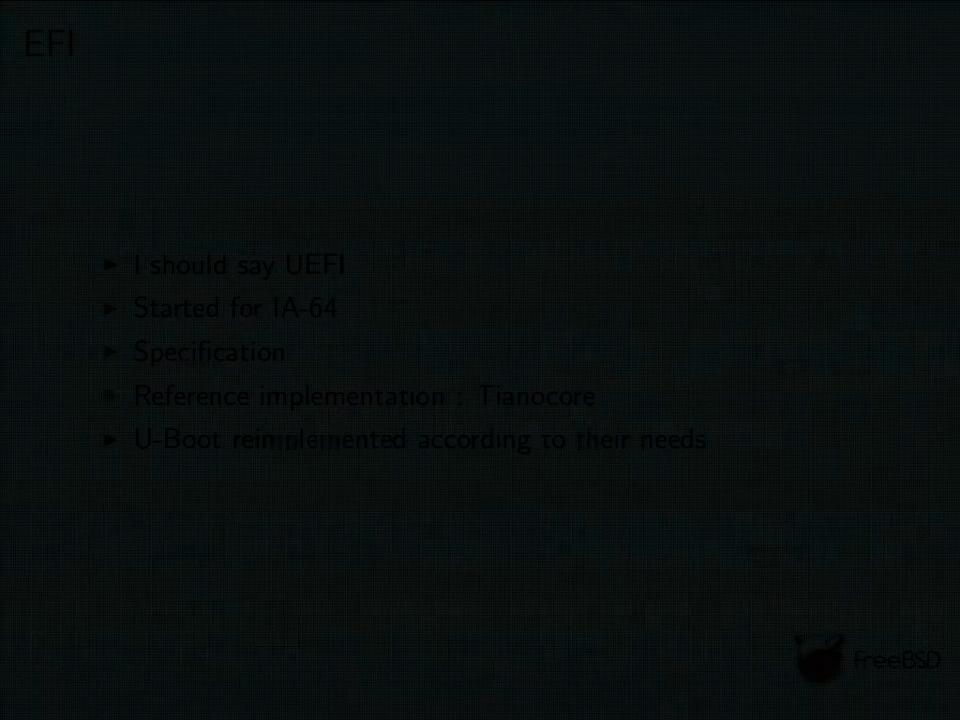 EFI
I should say UEFI
Started for IA-64
Specification
Reference implementation : Tianocore
U-Boot reimplemented according to their needs
FreeBSD